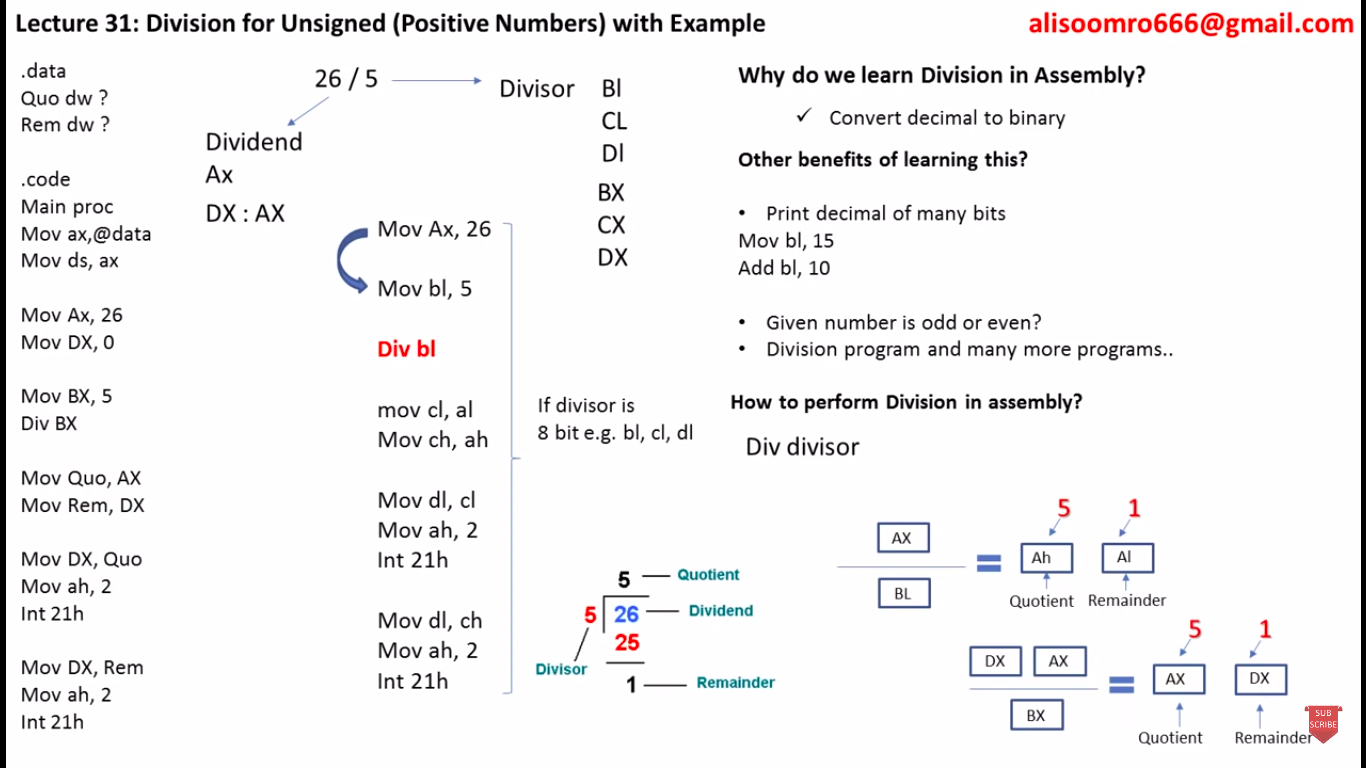 Lecture 31: Division for Unsigned (Positive Numbers) with Example
alisoomro666@gmail.com
.data
Quo dw ?
Rem dw ?
.code
Main proc
Mov ax,@data
Mov ds, ax
Mov Ax, 26
Mov DX, 0
Mov BX, 5
Div BX
Mov Quo, AX
Mov Rem, DX
Mov DX, Quo
Mov ah, 2
Int 21h
Mov DX, Rem
Mov ah, 2
Int 21h
26 / 5
Dividend
Ax
DX : AX
Divisor
Bl
CL
Dl
BX
CX
DX
Mov Ax, 26
Mov bl, 5
Div bl
mov cl, al
Mov ch, ah
Mov dl, cl
Mov ah, 2
Int 21h
Mov dl, ch
Mov ah, 2
Int 21h
If divisor is
8 bit e.g. bl, cl, dl
5 Quotient
5 26 Dividend
25
Divisor
1 Remainder
Why do we learn Division in Assembly?
✓ Convert decimal to binary
Other benefits of learning this?
• Print decimal of many bits
Mov bl, 15
Add bl, 10
• Given number is odd or even?
• Division program and many more programs..
How to perform Division in assembly?
Div divisor
5 1
AX
BL
=
Ah Al
Quotient Remainder
5 1
DX AX
BX
=
AX DX
Quotient Remainder
SUB
SCRIBE